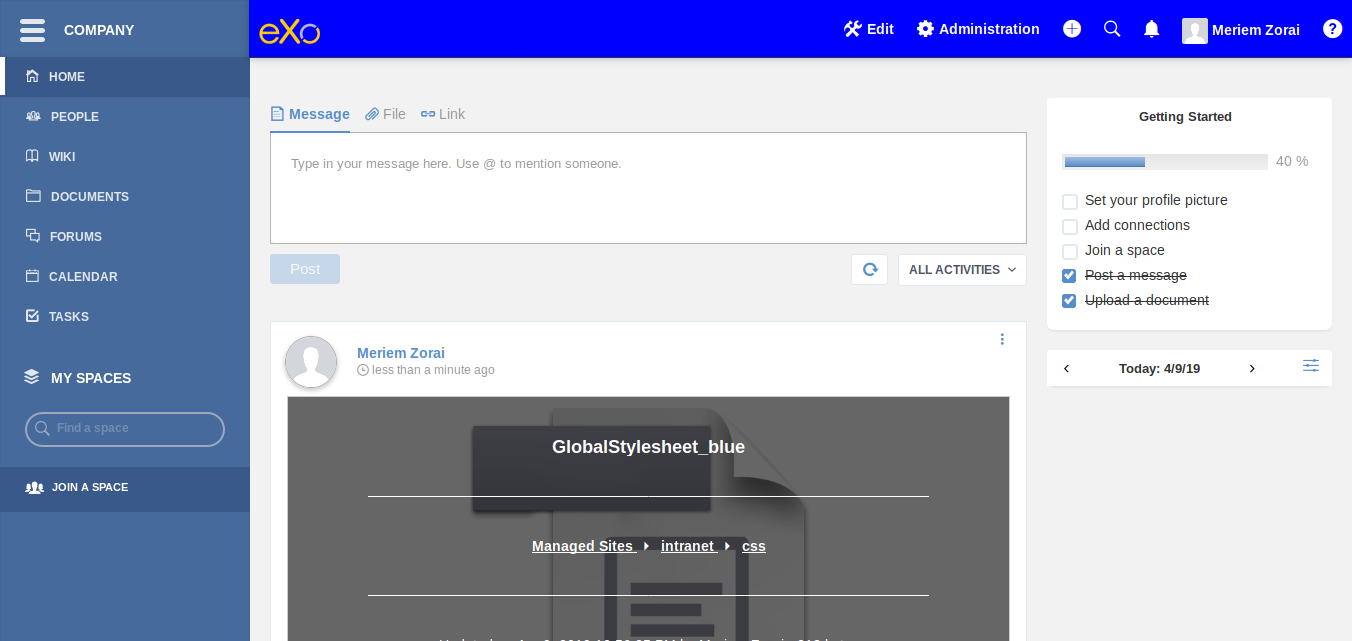 COMPANY
eXo
Edit
Administration
Meriem Zorai
?
HOME
PEOPLE
WIKI
DOCUMENTS
FORUMS
CALENDAR
TASKS
MY SPACES
Find a space
JOIN A SPACE
Message
File
Link
Type in your message here. Use @ to mention someone.
Post
ALL ACTIVITIES
Meriem Zorai
less than a minute ago
GlobalStylesheet_blue
Managed Sites intranet css
Getting Started
40 %
Set your profile picture
Add connections
Join a space
Post a message
Upload a document
Today: 4/9/19